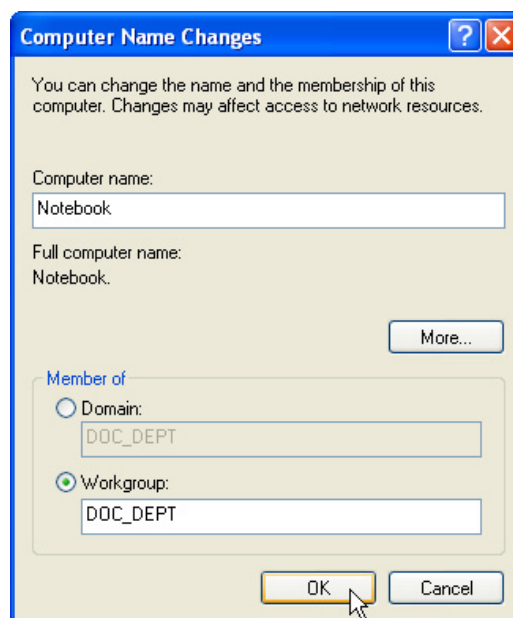 Computer Name Changes
You can change the name and the membership of this
computer. Changes may affect access to network resources.
Computer name:
Notebook
Full computer name:
Notebook.
More...
Member of
Domain:
DOC_DEPT
Workgroup:
DOC_DEPT
OK
Cancel